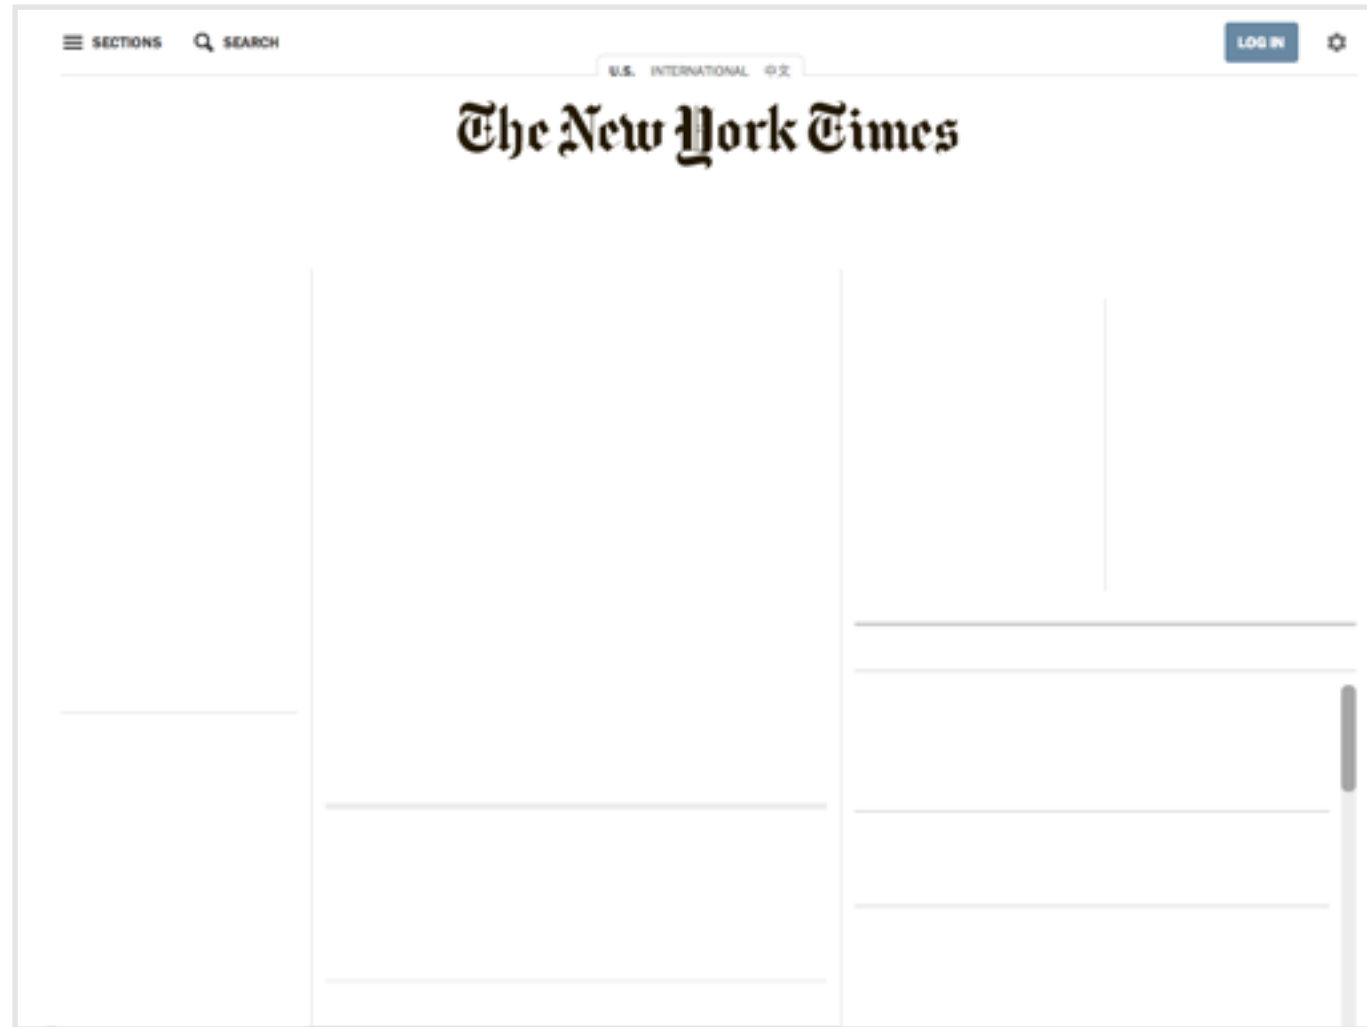 SECTIONS SEARCH LOG IN
U.S. INTERNATIONAL 中文
The New York Times